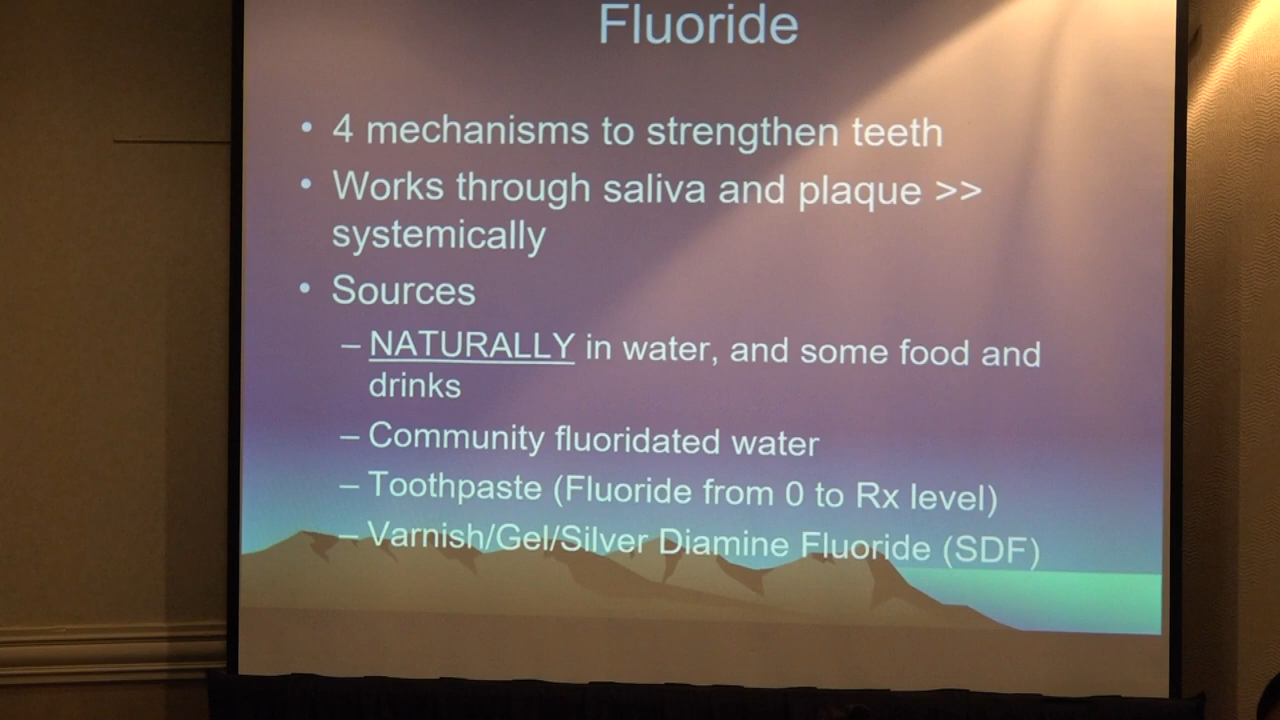 Fluoride
• 4 mechanisms to strengthen teeth
• Works through saliva and plaque >>
systemically
• Sources
– NATURALLY in water, and some food and
drinks
– Community fluoridated water
– Toothpaste (Fluoride from 0 to Rx level)
– Varnish/Gel/Silver Diamine Fluoride (SDF)